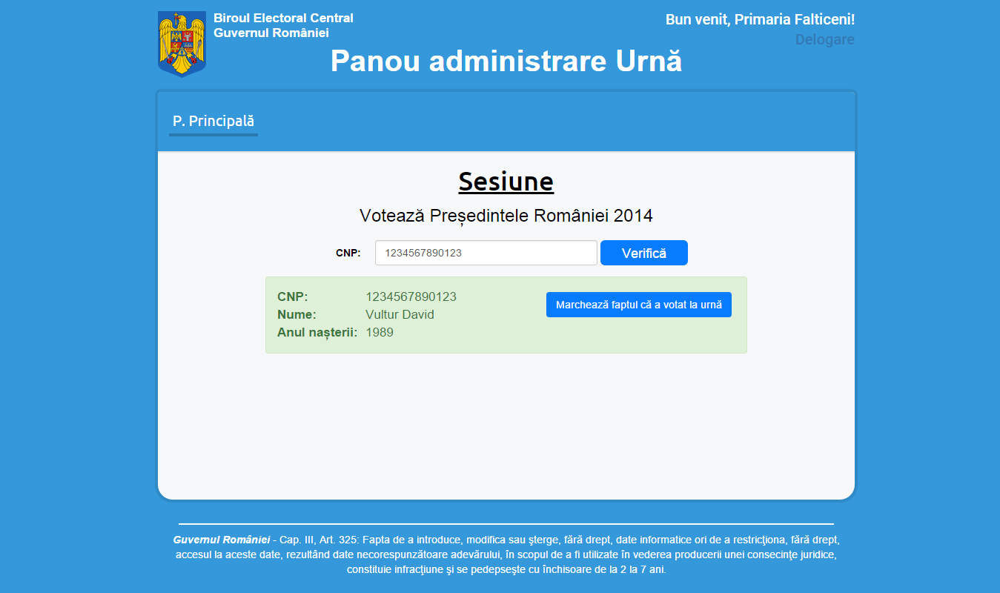 Biroul Electoral Central
Guvernul României
Bun venit, Primaria Falticeni!
Delogare
Panou administrare Urnă
P. Principală
Sesiune
Votează Președintele României 2014
CNP: 1234567890123 Verifică
CNP: 1234567890123 Marchează faptul că a votat la urnă
Nume: Vultur David
Anul nașterii: 1989
Guvernul României - Cap. III, Art. 325: Fapta de a introduce, modifica sau şterge, fără drept, date informatice ori de a restricţiona, fără drept,
accesul la aceste date, rezultând date necorespunzătoare adevărului, în scopul de a fi utilizate în vederea producerii unei consecinţe juridice,
constituie infracţiune şi se pedepseşte cu închisoare de la 2 la 7 ani.